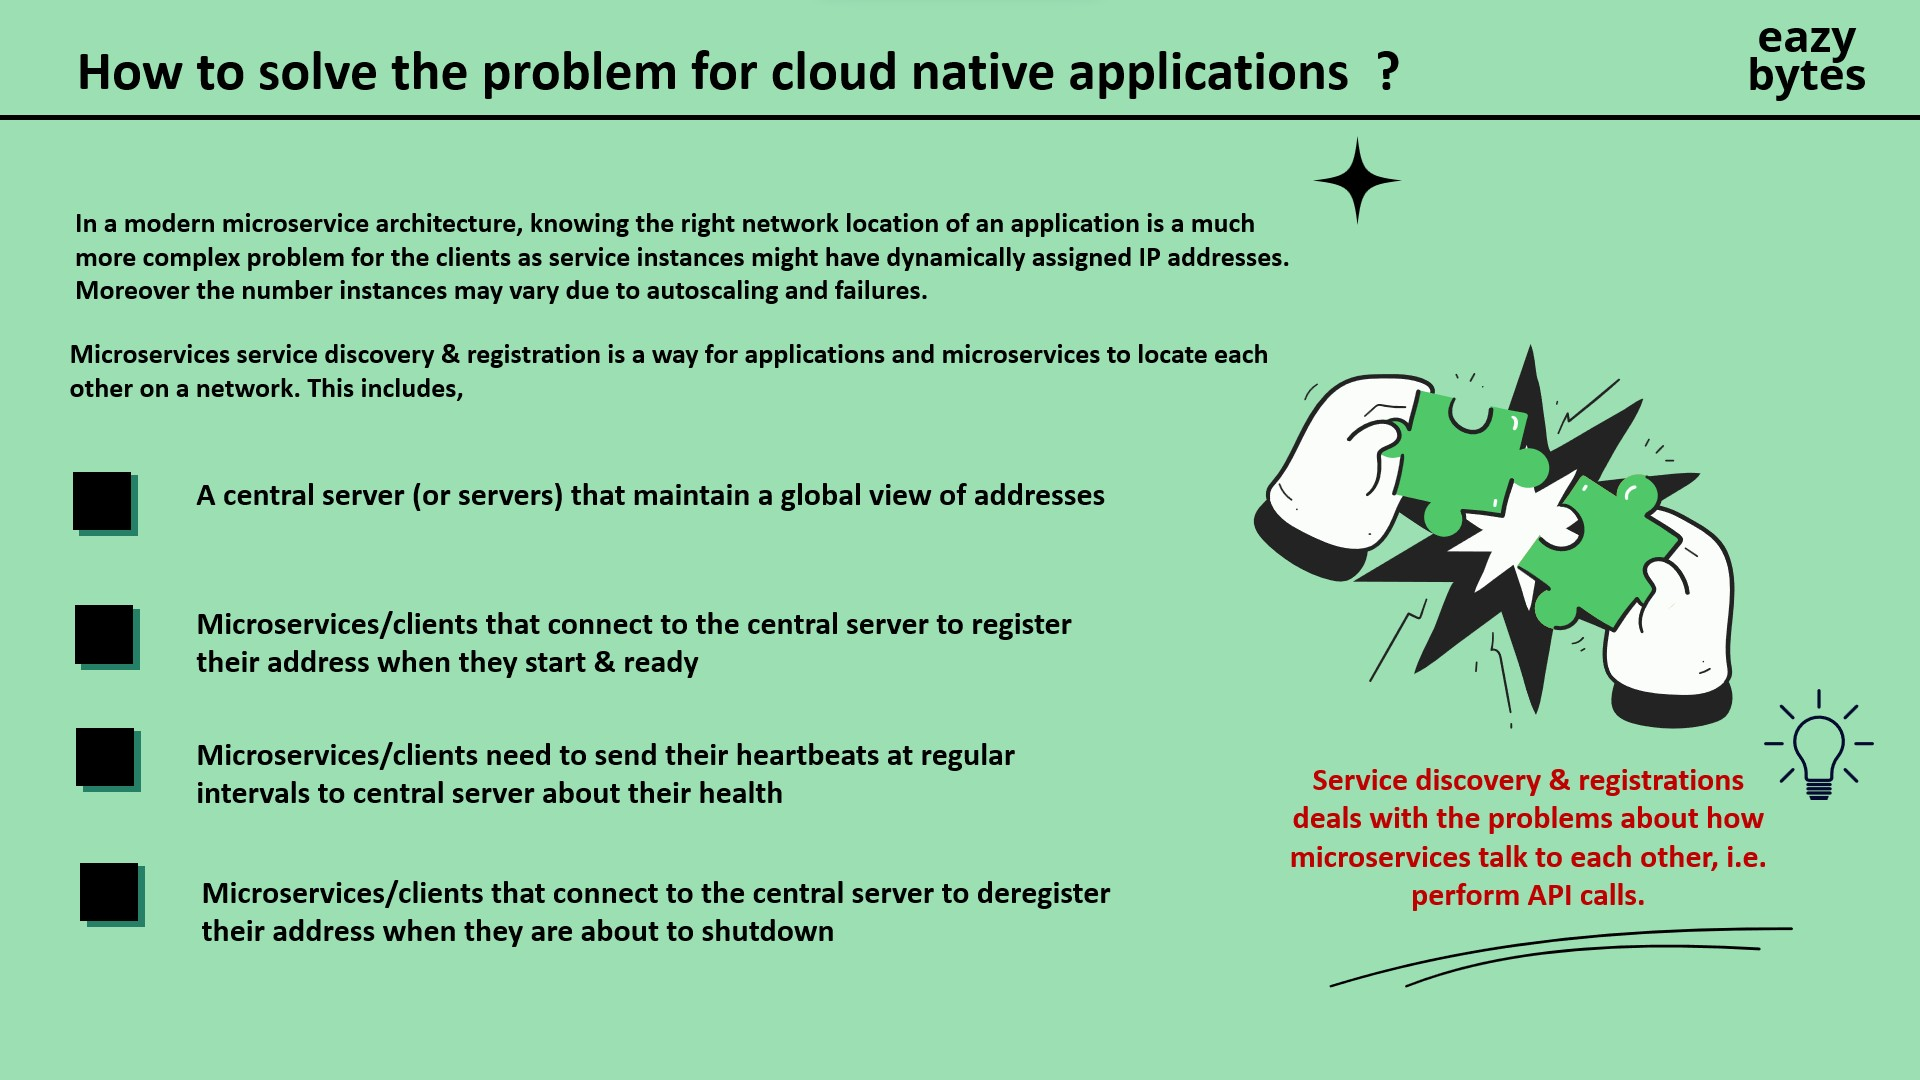 How to solve the problem for cloud native applications ?
eazy
bytes
In a modern microservice architecture, knowing the right network location of an application is a much
more complex problem for the clients as service instances might have dynamically assigned IP addresses.
Moreover the number instances may vary due to autoscaling and failures.
Microservices service discovery & registration is a way for applications and microservices to locate each
other on a network. This includes,
A central server (or servers) that maintain a global view of addresses
Microservices/clients that connect to the central server to register
their address when they start & ready
Microservices/clients need to send their heartbeats at regular
intervals to central server about their health
Microservices/clients that connect to the central server to deregister
their address when they are about to shutdown
Service discovery & registrations
deals with the problems about how
microservices talk to each other, i.e.
perform API calls.